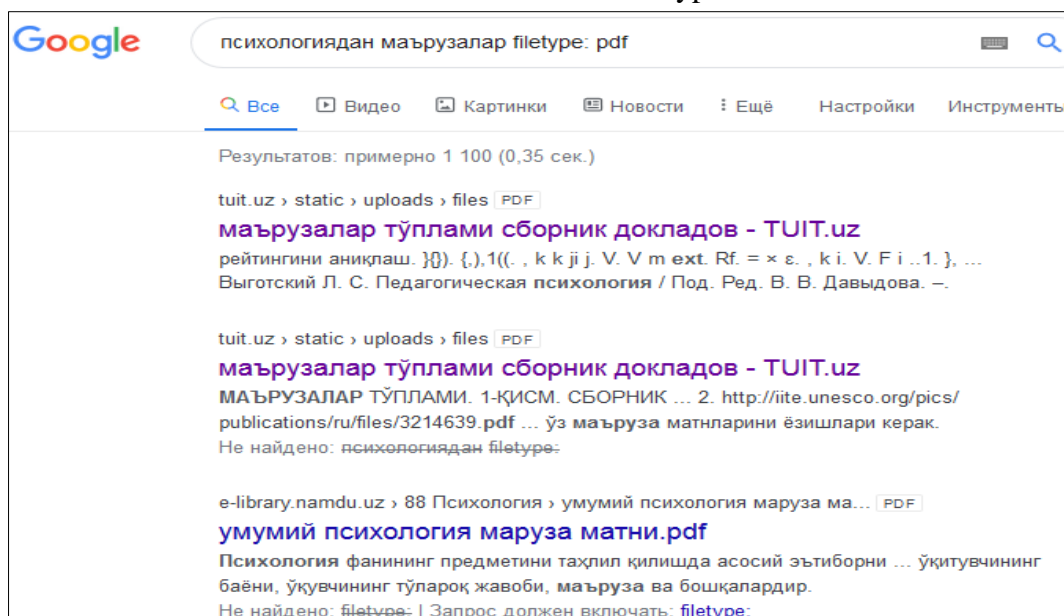 Google
психологиядан маърузалар filetype: pdf
Все Видео Картинки Новости Ещё Настройки Инструменты
Результатов: примерно 1 100 (0,35 сек.)
tuit.uz › static › uploads › files PDF
маърузалар тўплами сборник докладов - TUIT.uz
рейтингини аниқлаш. }{}). {,),1((. , k k ji j. V. V m ext. Rf. = × ε. , k i. V. F i ..1. }, ...
Выготский Л. С. Педагогическая психология / Под. Ред. В. В. Давыдова. –.
tuit.uz › static › uploads › files PDF
маърузалар тўплами сборник докладов - TUIT.uz
МАЪРУЗАЛАР ТЎПЛАМИ. 1-ҚИСМ. СБОРНИК ... 2. http://iite.unesco.org/pics/
publications/ru/files/3214639.pdf ... ўз маъруза матнларини ёзишлари керак.
Не найдено: психологиядан filetype:
e-library.namdu.uz › 88 Психология › умумий психология маруза ма... PDF
умумий психология маруза матни.pdf
Психология фанининг предметини таҳлил қилишда асосий эътиборни ... ўқитувчининг
баёни, ўқувчининг тўлароқ жавоби, маъруза ва бошқалардир.
Не найдено: filetype: | Запрос должен включать: filetype: